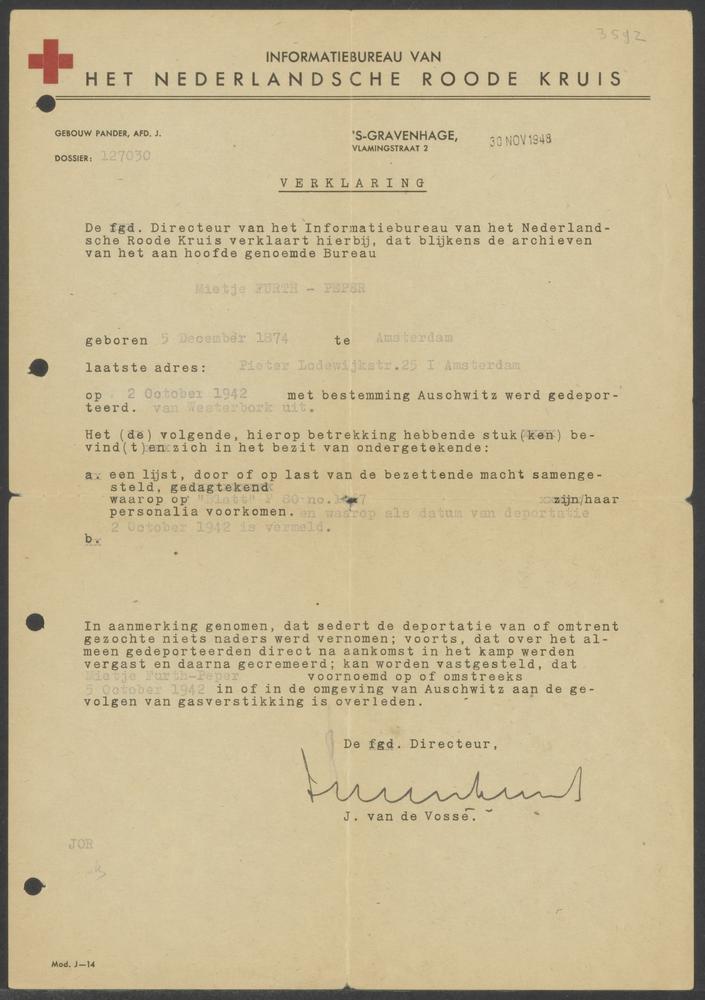 3592
INFORMATIEBUREAU VAN
HET NEDERLANDSCHE ROODE KRUIS
GEBOUW PANDER, AFD. J.
'S-GRAVENHAGE, 30 NOV 1948
VLAMINGSTRAAT 2
DOSSIER: 127030
VERKLARING
De fgd. Directeur van het Informatiebureau van het Nederland-
sche Roode Kruis verklaart hierbij, dat blijkens de archieven
van het aan hoofde genoemde Bureau
Mietje FURTH - PEPER
geboren 5 December 1874 te Amsterdam
laatste adres: Pieter Lodewijkstr.25 I Amsterdam
op 2 October 1942 met bestemming Auschwitz werd gedepor-
teerd. van Westerbork uit.
Het (de) volgende, hierop betrekking hebbende stuk(ken) be-
vind(t)en zich in het bezit van ondergetekende:
a. een lijst, door of op last van de bezettende macht samenge-
steld, gedagtekend
waarop op "Blatt" F 80 no. zijn/haar
personalia voorkomen. en waarop als datum van deportatie
2 October 1942 is vermeld.
b.
In aanmerking genomen, dat sedert de deportatie van of omtrent
gezochte niets naders werd vernomen; voorts, dat over het al-
meen gedeporteerden direct na aankomst in het kamp werden
vergast en daarna gecremeerd; kan worden vastgesteld, dat
Mietje Furth-Peper voornoemd op of omstreeks
5 October 1942 in of in de omgeving van Auschwitz aan de ge-
volgen van gasverstikking is overleden.
De fgd. Directeur,
J. van de Vosse.
JOR
Mod. J—14